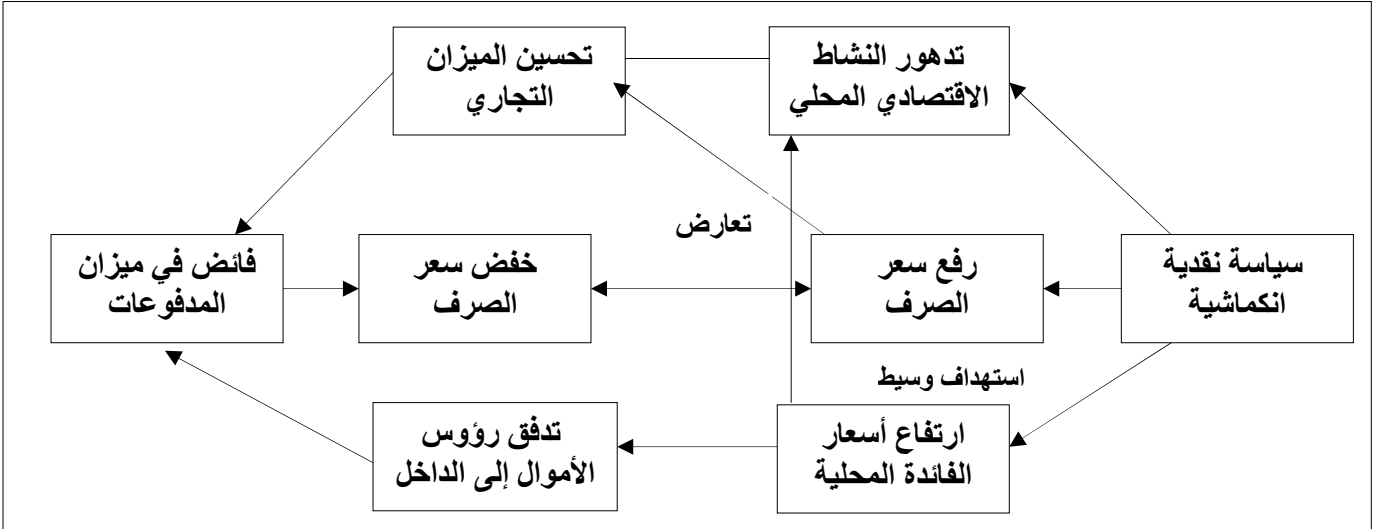 تدهور النشاط
الاقتصادي المحلي
تحسين الميزان
التجاري
تعارض
سياسة نقدية
انكماشية
رفع سعر
الصرف
خفض سعر
الصرف
فائض في ميزان
المدفوعات
استهداف وسيط
ارتفاع أسعار
الفائدة المحلية
تدفق رؤوس
الأموال إلى الداخل